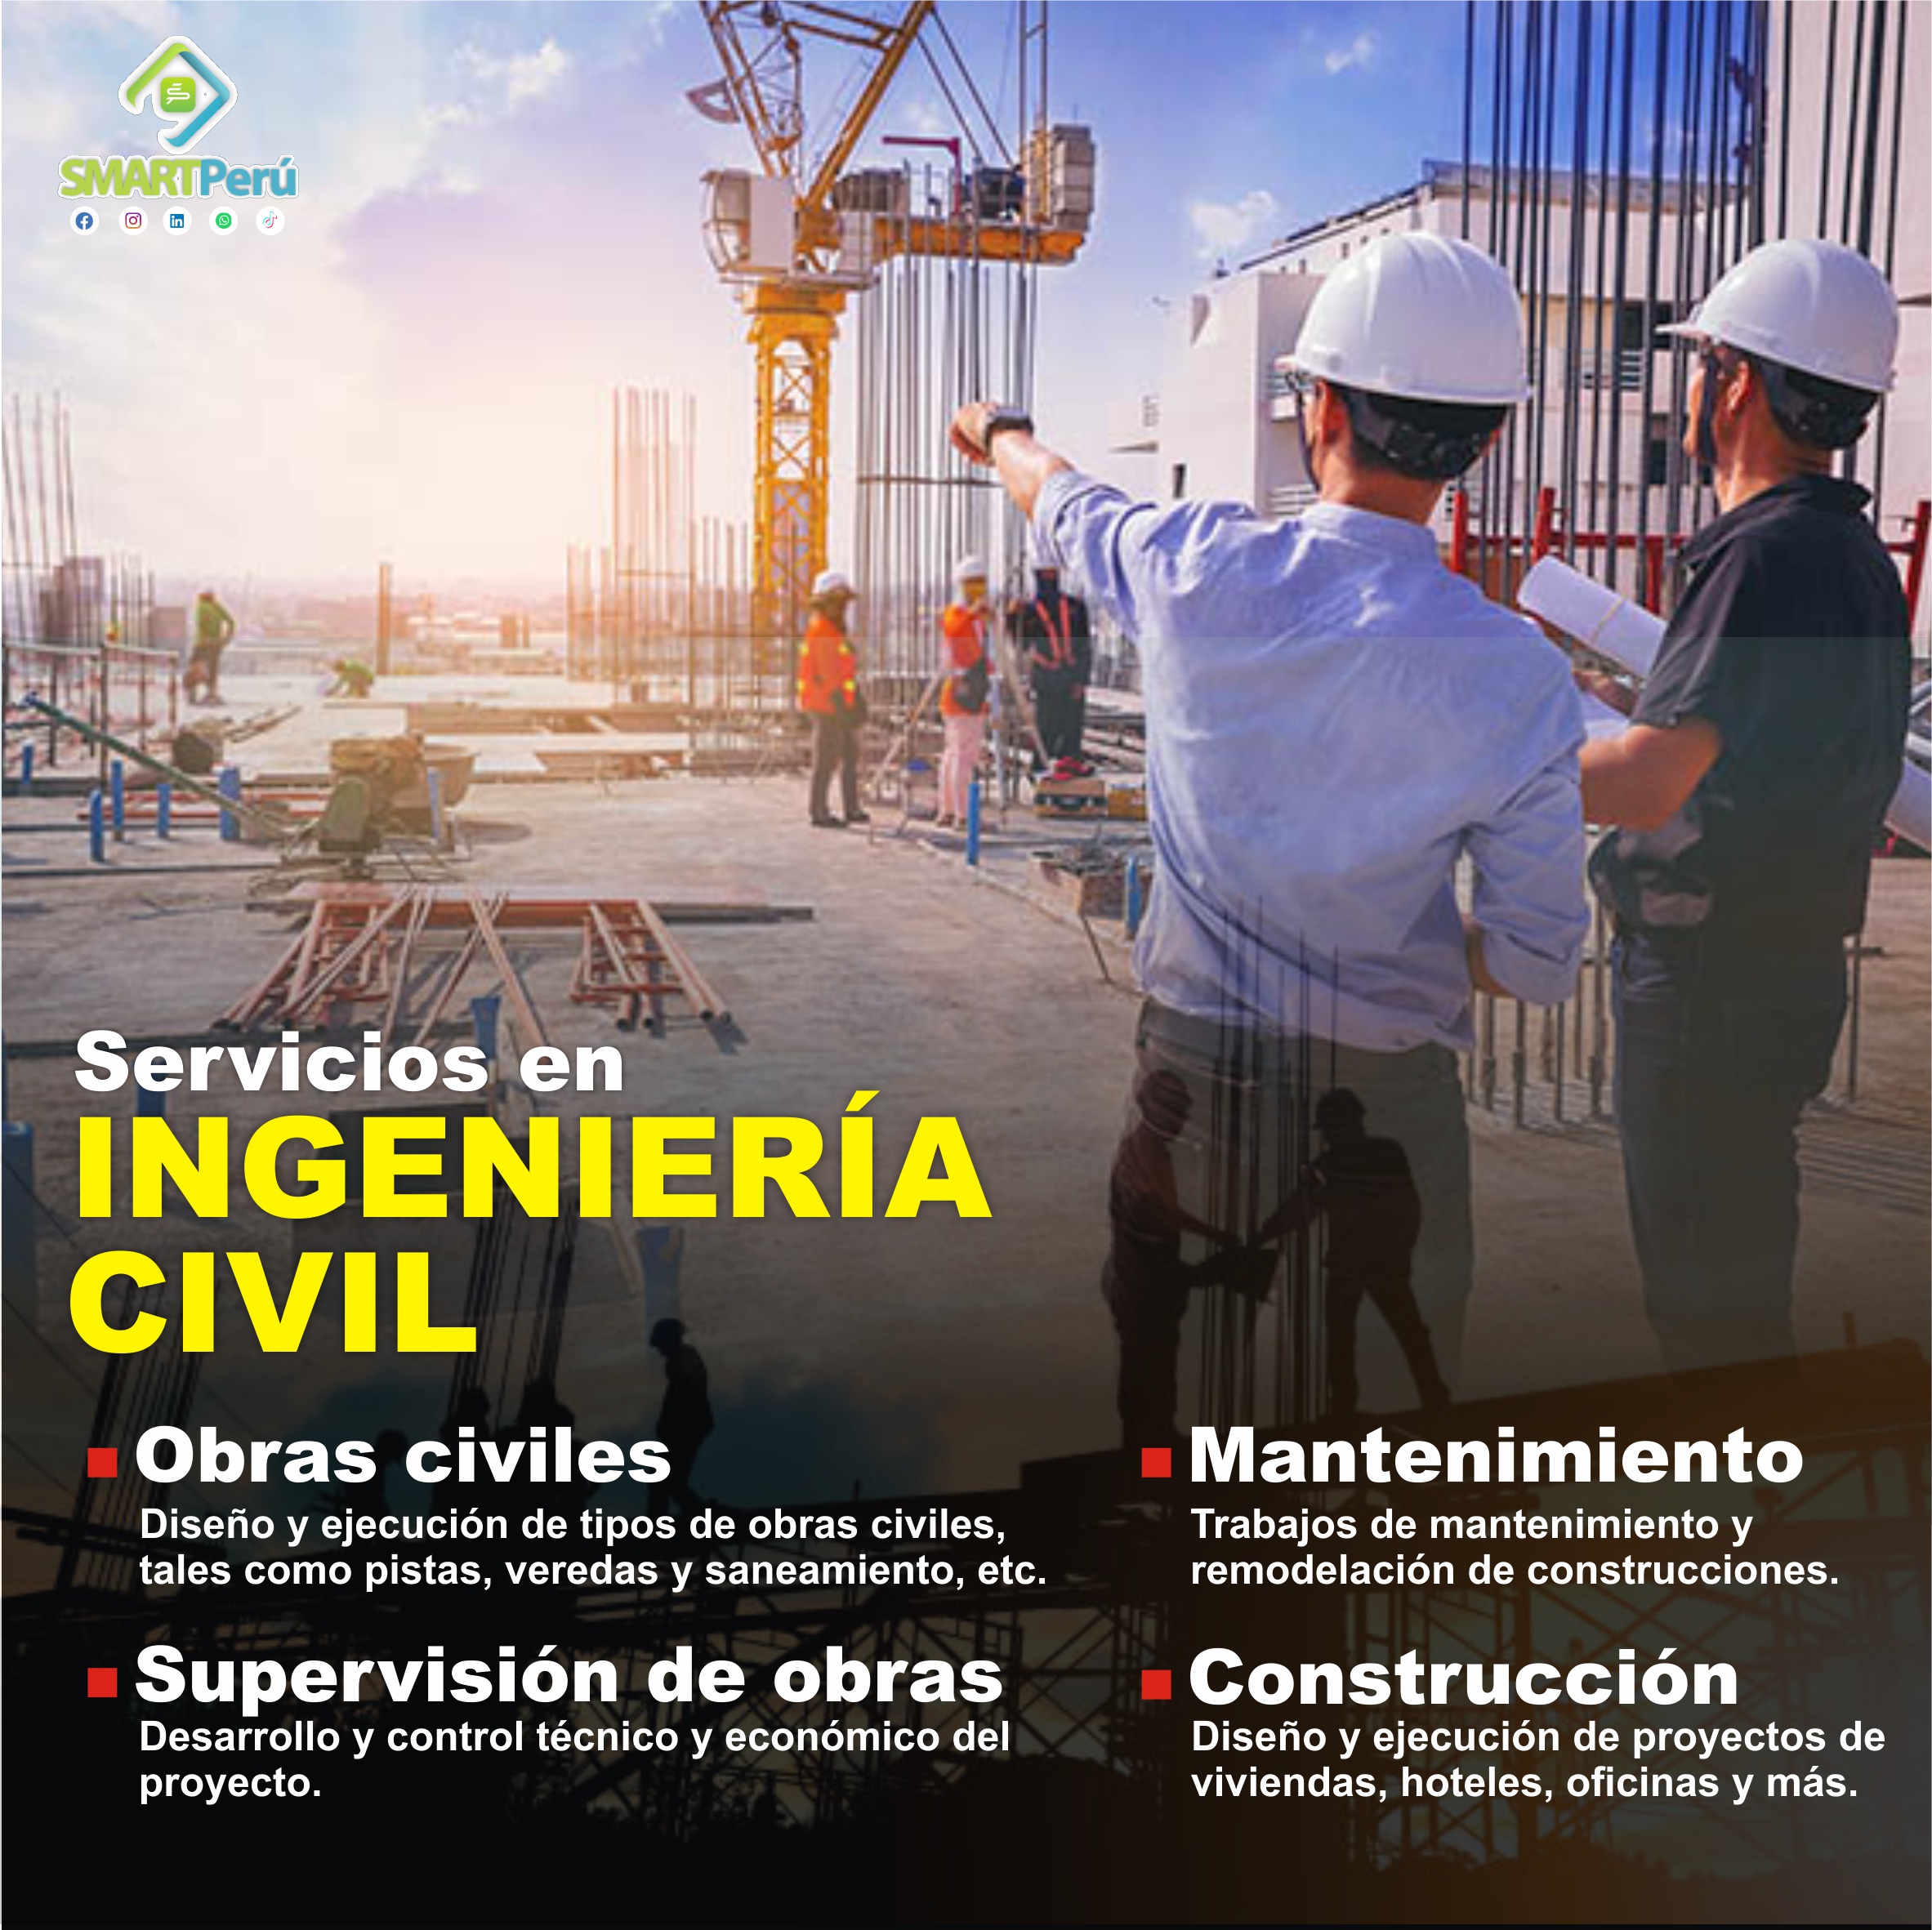 SMARTPerú
Servicios en
INGENIERÍA
CIVIL
Obras civiles
Diseño y ejecución de tipos de obras civiles,
tales como pistas, veredas y saneamiento, etc.
Supervisión de obras
Desarrollo y control técnico y económico del
proyecto.
Mantenimiento
Trabajos de mantenimiento y
remodelación de construcciones.
Construcción
Diseño y ejecución de proyectos de
viviendas, hoteles, oficinas y más.